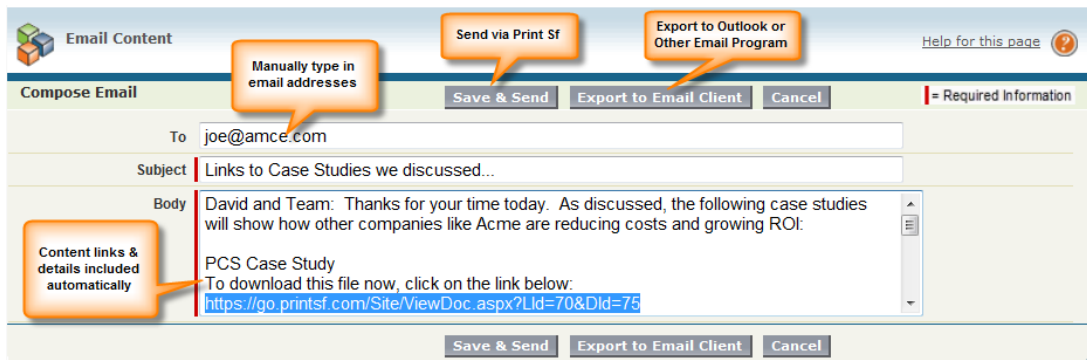 Email Content
Send via Print Sf
Export to Outlook or
Other Email Program
Help for this page
Manually type in
email addresses
Compose Email
Save & Send
Export to Email Client
Cancel
= Required Information
To
joe@amce.com
Subject
Links to Case Studies we discussed...
Body
David and Team: Thanks for your time today. As discussed, the following case studies
will show how other companies like Acme are reducing costs and growing ROI:
Content links &
details included
automatically
PCS Case Study
To download this file now, click on the link below:
https://go.printsf.com/Site/ViewDoc.aspx?LId=70&DId=75
Save & Send
Export to Email Client
Cancel